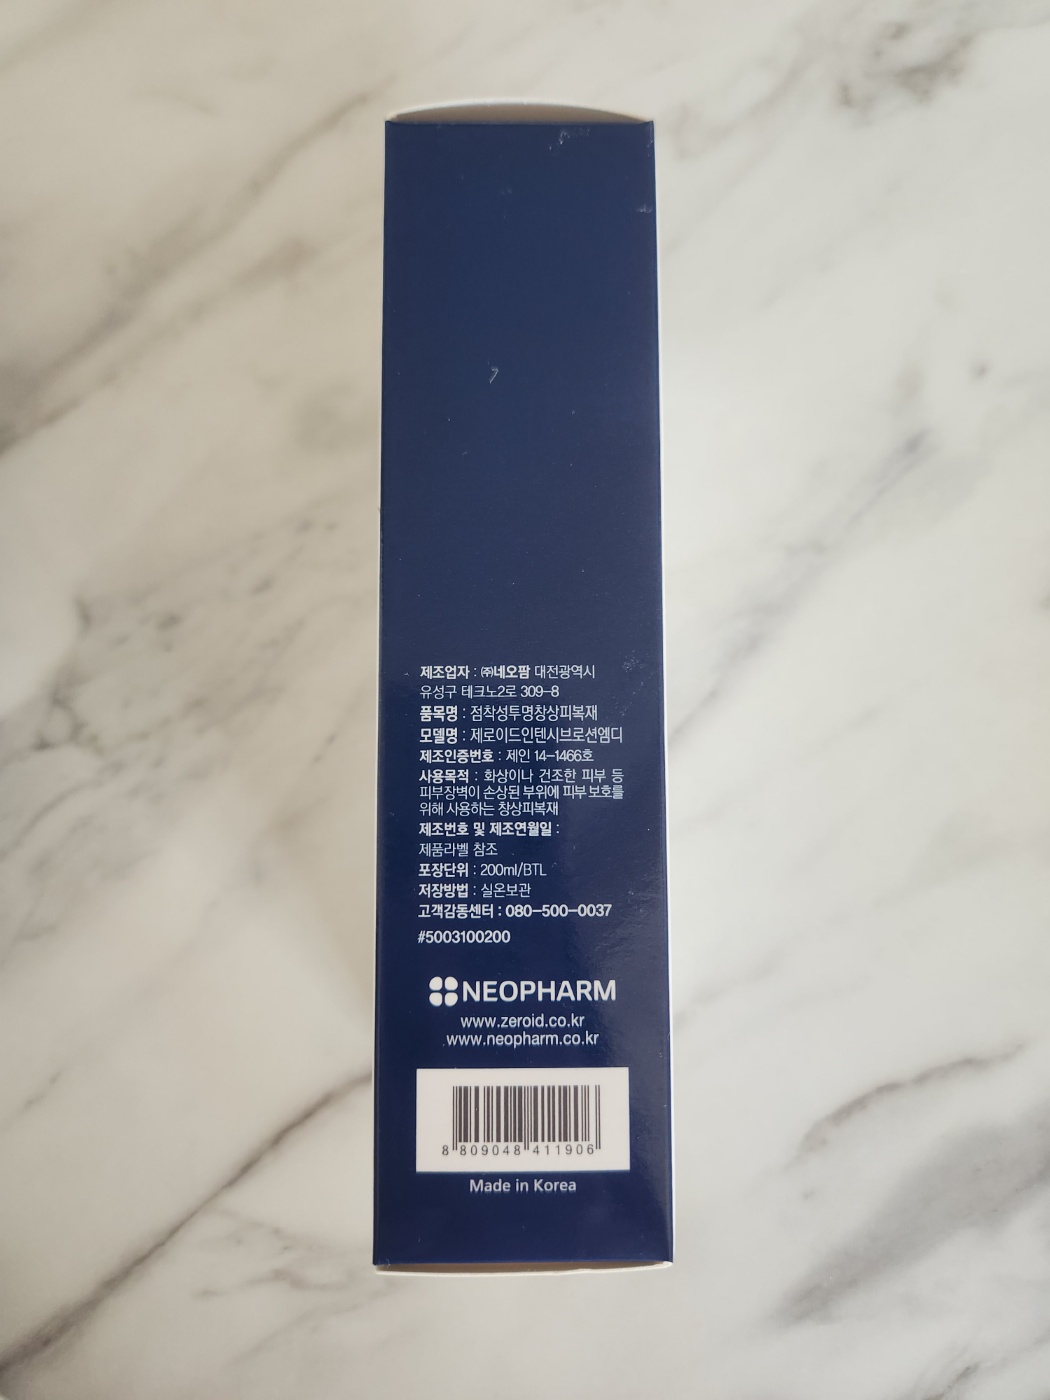 제조업자 : ㈜네오팜 대전광역시
유성구 테크노2로 309-8
품목명 : 점착성투명창상피복재
모델명 : 제로이드인텐시브로션엠디
제조인증번호 : 제인 14-1466호
사용목적 : 화상이나 건조한 피부 등
피부장벽이 손상된 부위에 피부 보호를
위해 사용하는 창상피복재
제조번호 및 제조연월일 :
제품라벨 참조
포장단위 : 200ml/BTL
저장방법 : 실온보관
고객감동센터 : 080-500-0037
#5003100200
NEOPHARM
www.zeroid.co.kr
www.neopharm.co.kr
8 809048 411906
Made in Korea